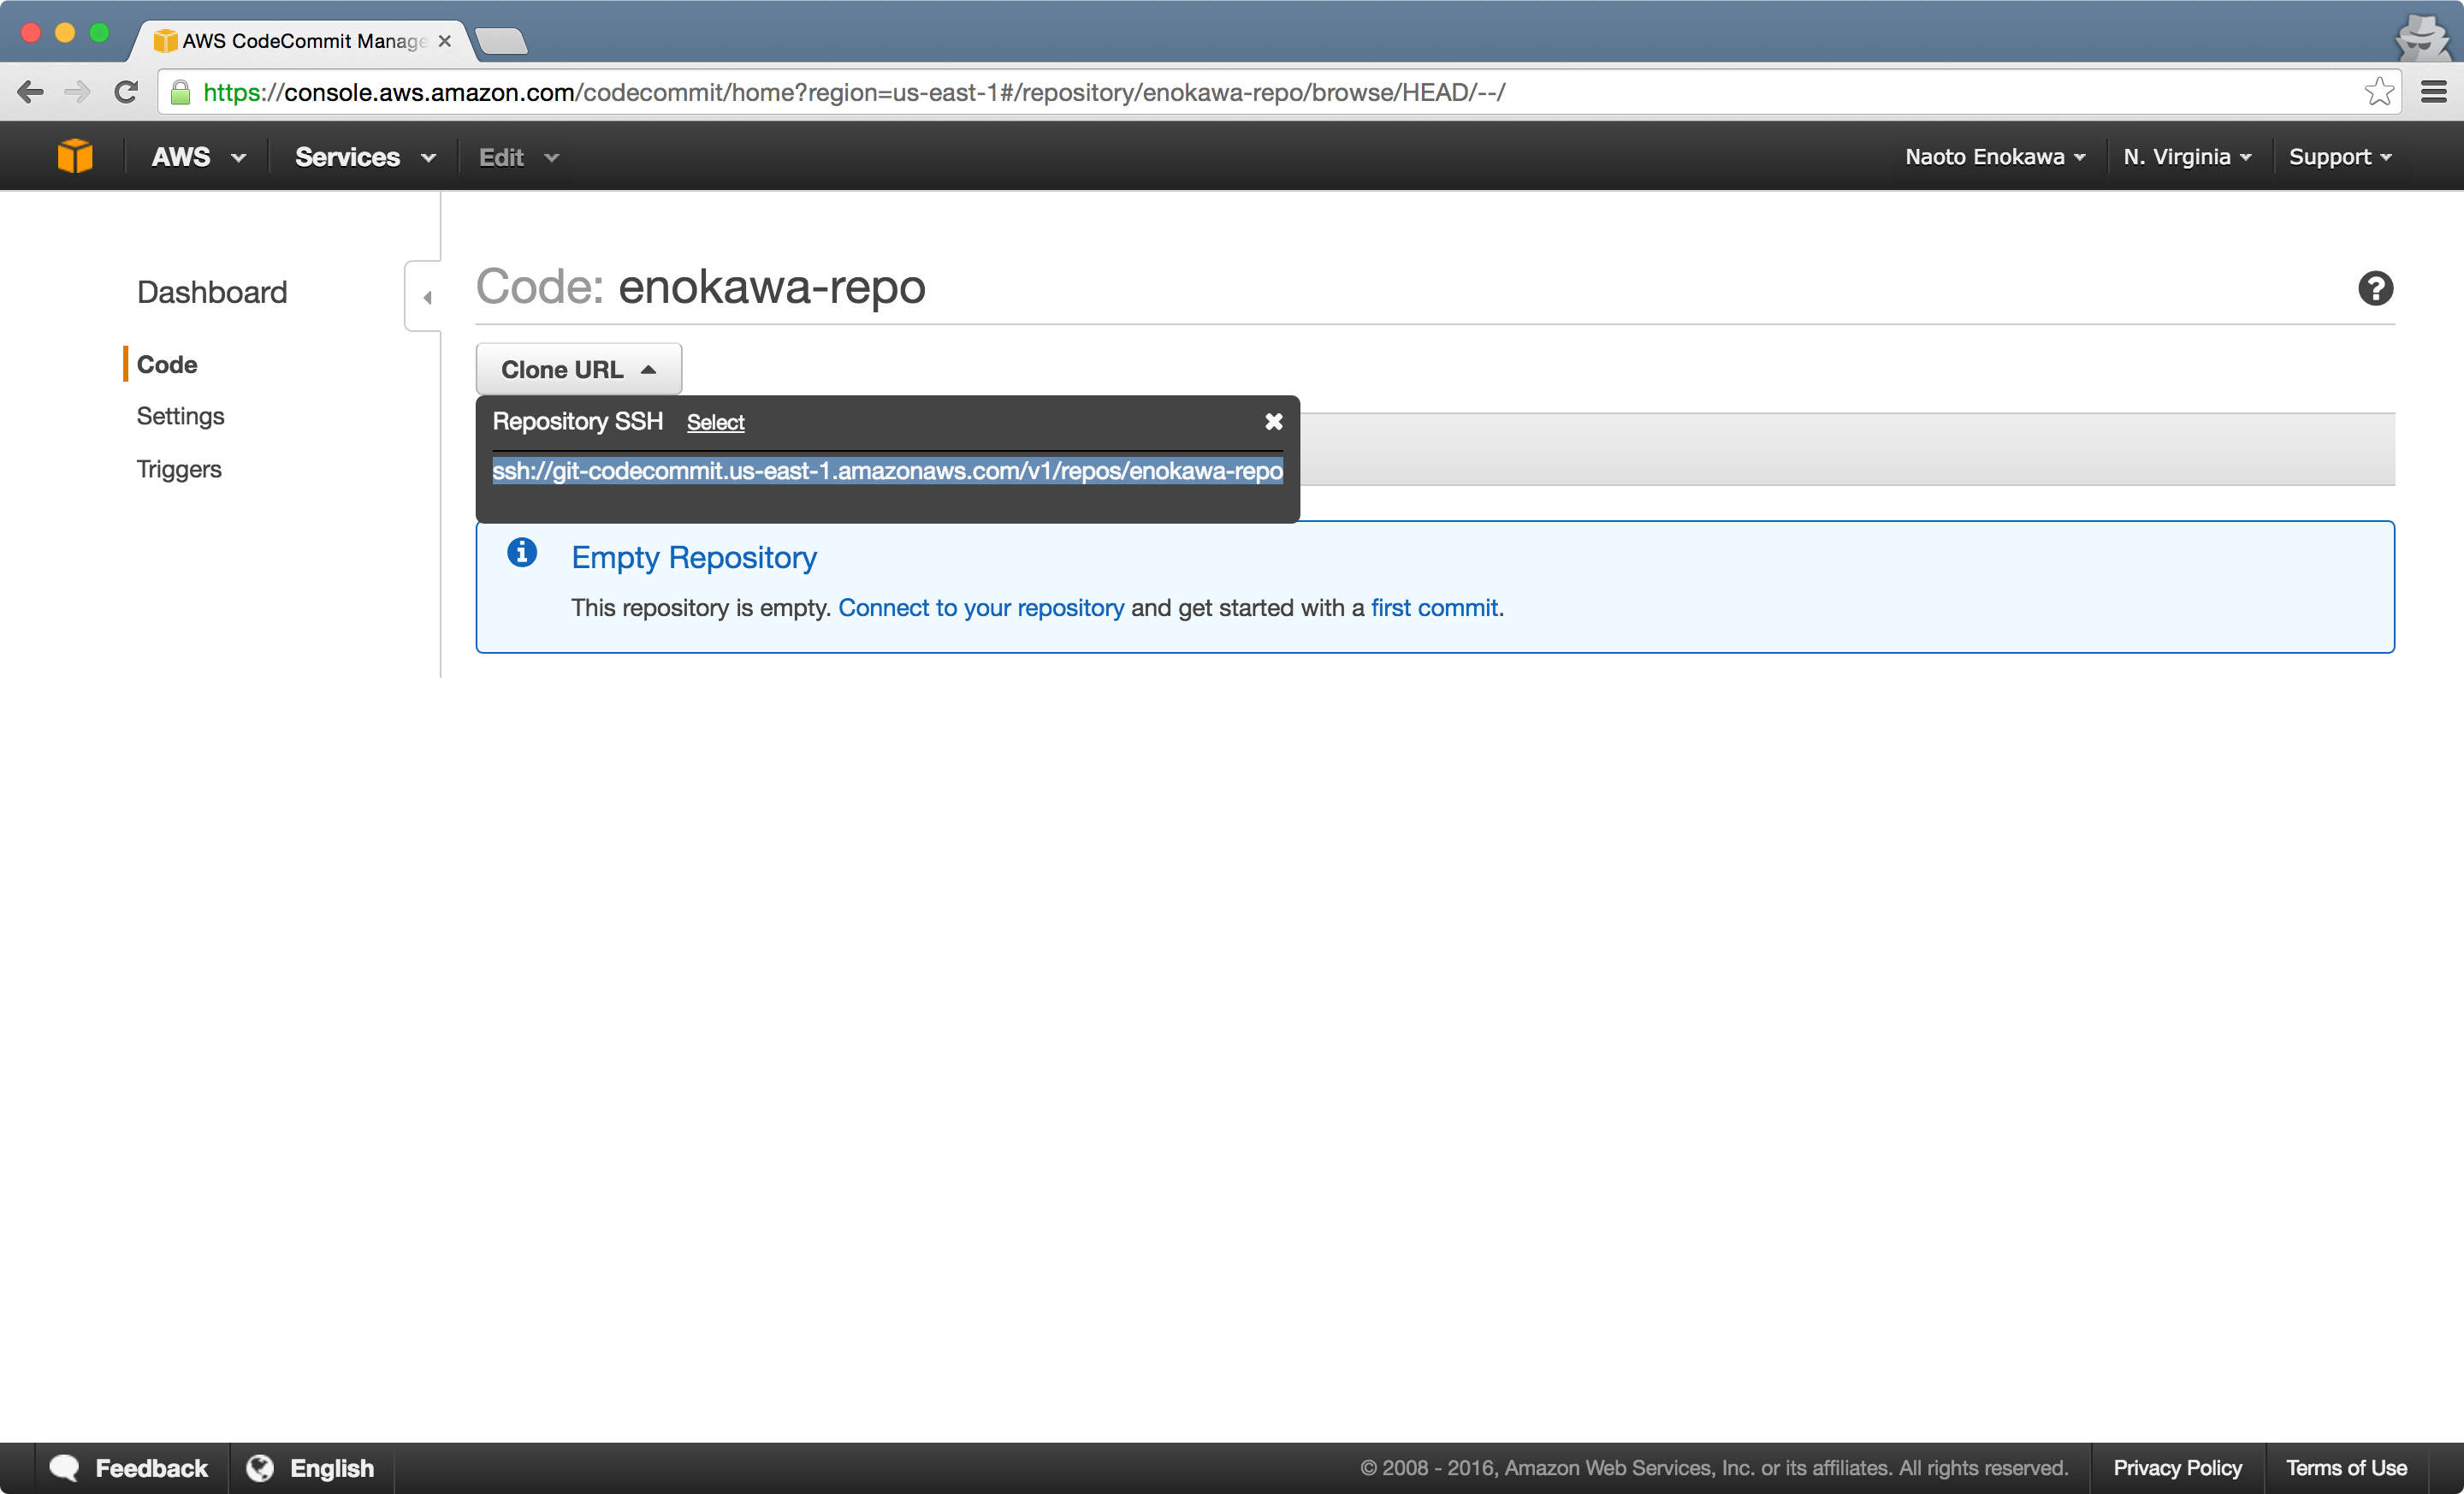 AWS CodeCommit Manage
https://console.aws.amazon.com/codecommit/home?region=us-east-1#/repository/enokawa-repo/browse/HEAD/--/
AWS Services Edit Naoto Enokawa N. Virginia Support
Dashboard
Code
Settings
Triggers
Code: enokawa-repo
Clone URL
Repository SSH Select
ssh://git-codecommit.us-east-1.amazonaws.com/v1/repos/enokawa-repo
Empty Repository
This repository is empty. Connect to your repository and get started with a first commit.
Feedback English © 2008 - 2016, Amazon Web Services, Inc. or its affiliates. All rights reserved. Privacy Policy Terms of Use